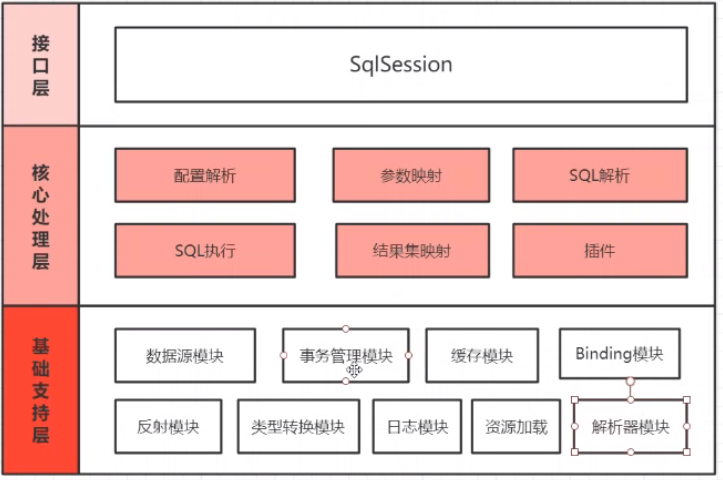 接口层
SqlSession
核心处理层
配置解析
参数映射
SQL解析
SQL执行
结果集映射
插件
基础支持层
数据源模块
事务管理模块
缓存模块
Binding模块
反射模块
类型转换模块
日志模块
资源加载
解析器模块